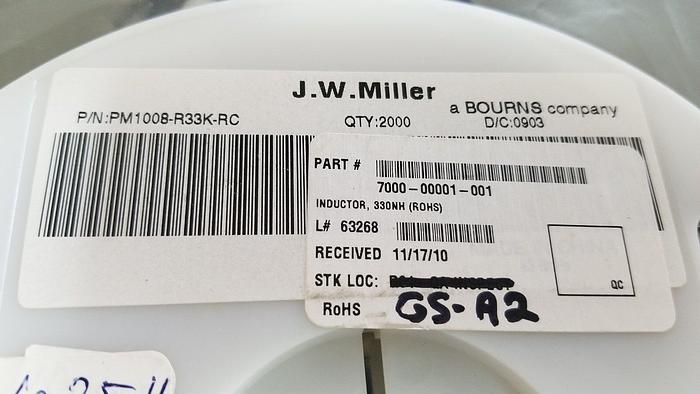 J.W.Miller
a BOURNS company
P/N:PM1008-R33K-RC QTY:2000 D/C:0903
PART #
7000-00001-001
INDUCTOR, 330NH (ROHS)
L# 63268
RECEIVED 11/17/10
STK LOC:
QC
RoHS GS-A2